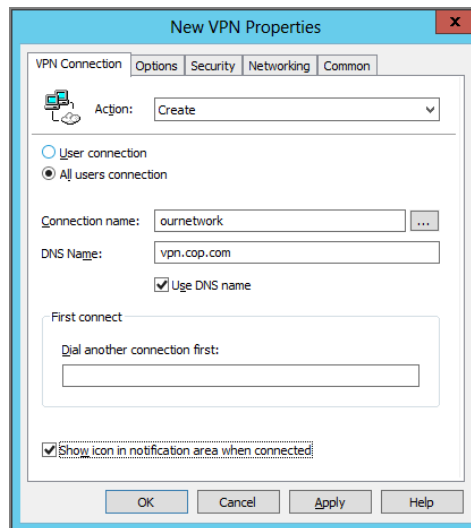 New VPN Properties
x
VPN Connection Options Security Networking Common
Action: Create
User connection
All users connection
Connection name: ournetwork ...
DNS Name: vpn.cop.com
Use DNS name
First connect
Dial another connection first:
Show icon in notification area when connected
OK Cancel Apply Help